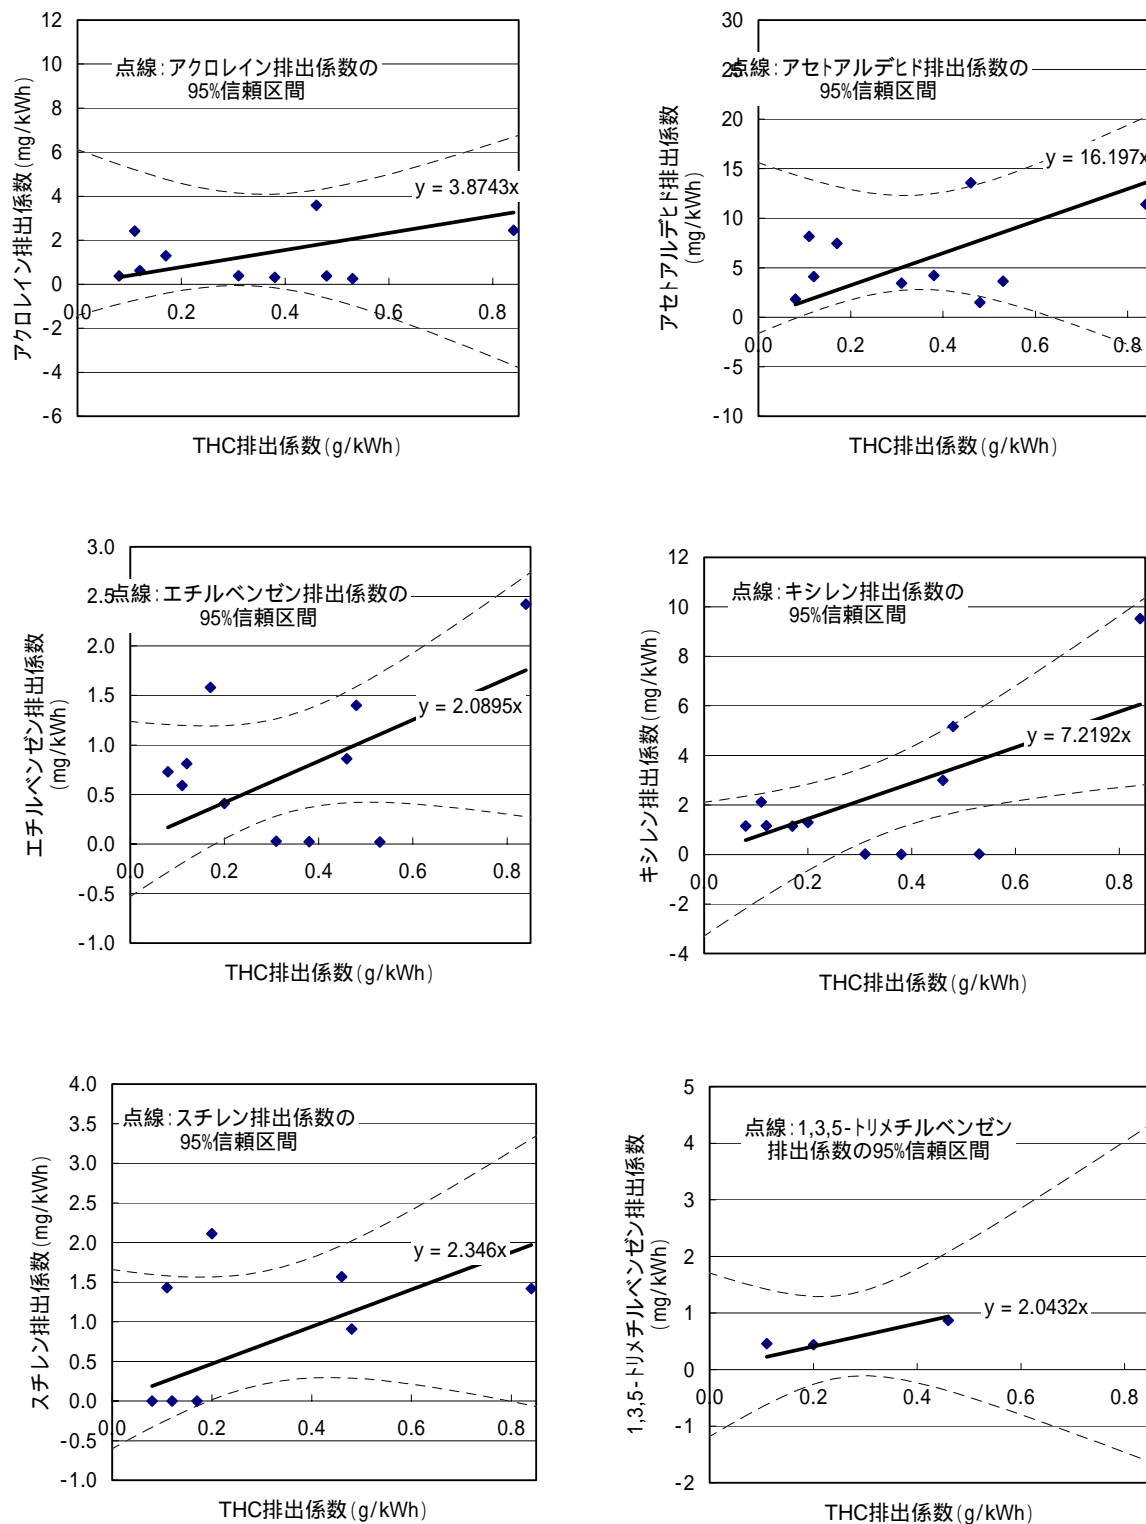 12
10
8
6
4
2
0
-2
-4
-6
0.0
0.2
0.4
0.6
0.8
点線:アクロレイン排出係数の
95%信頼区間
y = 3.8743x
アクロレイン排出係数(mg/kWh)
THC排出係数(g/kWh)
30
25
20
15
10
5
0
-5
-10
0.0
0.2
0.4
0.6
0.8
点線:アセトアルデヒド排出係数の
95%信頼区間
y = 16.197x
アセトアルデヒド排出係数
(mg/kWh)
THC排出係数(g/kWh)
3.0
2.5
2.0
1.5
1.0
0.5
0.0
-0.5
-1.0
0.0
0.2
0.4
0.6
0.8
点線:エチルベンゼン排出係数の
95%信頼区間
y = 2.0895x
エチルベンゼン排出係数
(mg/kWh)
THC排出係数(g/kWh)
12
10
8
6
4
2
0
-2
-4
0.0
0.2
0.4
0.6
0.8
点線:キシレン排出係数の
95%信頼区間
y = 7.2192x
キシレン排出係数(mg/kWh)
THC排出係数(g/kWh)
4.0
3.5
3.0
2.5
2.0
1.5
1.0
0.5
0.0
-0.5
-1.0
0.0
0.2
0.4
0.6
0.8
点線:スチレン排出係数の
95%信頼区間
y = 2.346x
スチレン排出係数(mg/kWh)
THC排出係数(g/kWh)
5
4
3
2
1
0
-1
-2
0.0
0.2
0.4
0.6
0.8
点線:1,3,5-トリメチルベンゼン
排出係数の95%信頼区間
y = 2.0432x
1,3,5-トリメチルベンゼン排出係数
(mg/kWh)
THC排出係数(g/kWh)